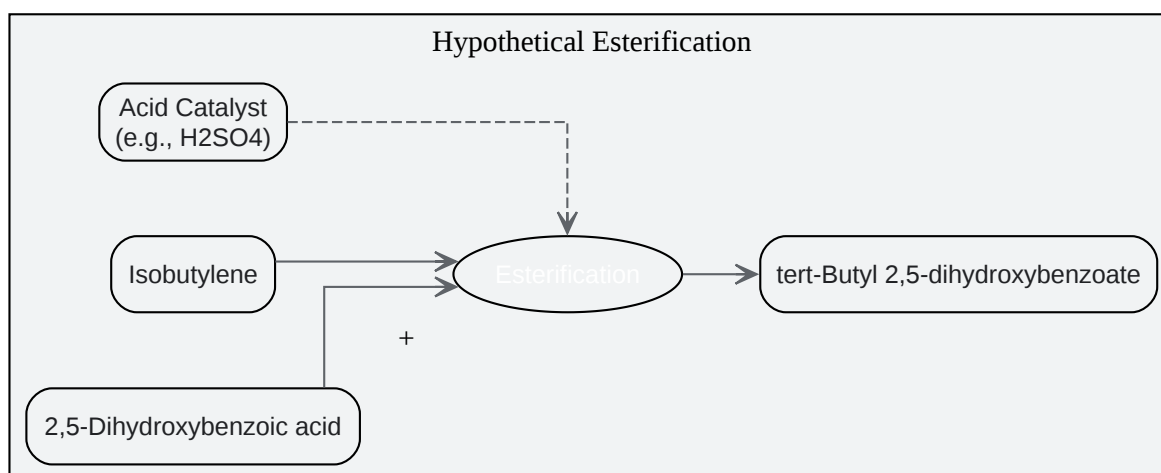 Hypothetical Esterification
Acid Catalyst
(e.g., H2SO4)
Isobutylene
Esterification
tert-Butyl 2,5-dihydroxybenzoate
+
2,5-Dihydroxybenzoic acid